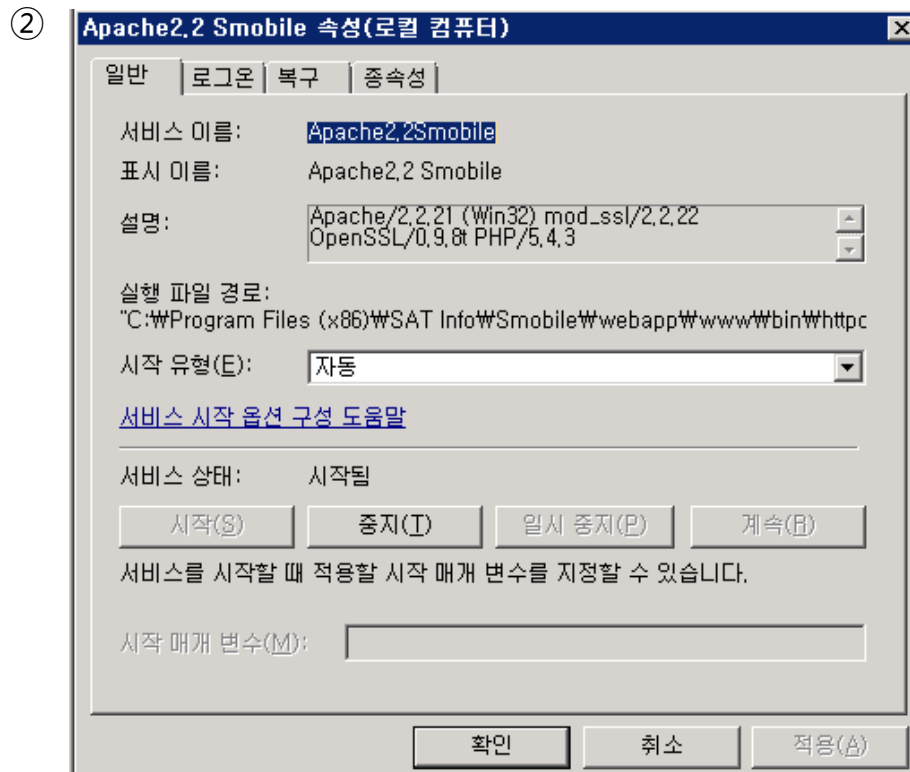 ②
Apache2.2 Smobile 속성(로컬 컴퓨터)
일반 로그온 복구 종속성
서비스 이름: Apache2.2Smobile
표시 이름: Apache2.2 Smobile
설명: Apache/2.2.21 (Win32) mod_ssl/2.2.22
OpenSSL/0.9.8t PHP/5.4.3
실행 파일 경로:
"C:₩Program Files (x86)₩SAT Info₩Smobile₩webapp₩www₩bin₩httpc
시작 유형(E): 자동
서비스 시작 옵션 구성 도움말
서비스 상태: 시작됨
시작(S) 중지(T) 일시 중지(P) 계속(R)
서비스를 시작할 때 적용할 시작 매개 변수를 지정할 수 있습니다.
시작 매개 변수(M):
확인 취소 적용(A)